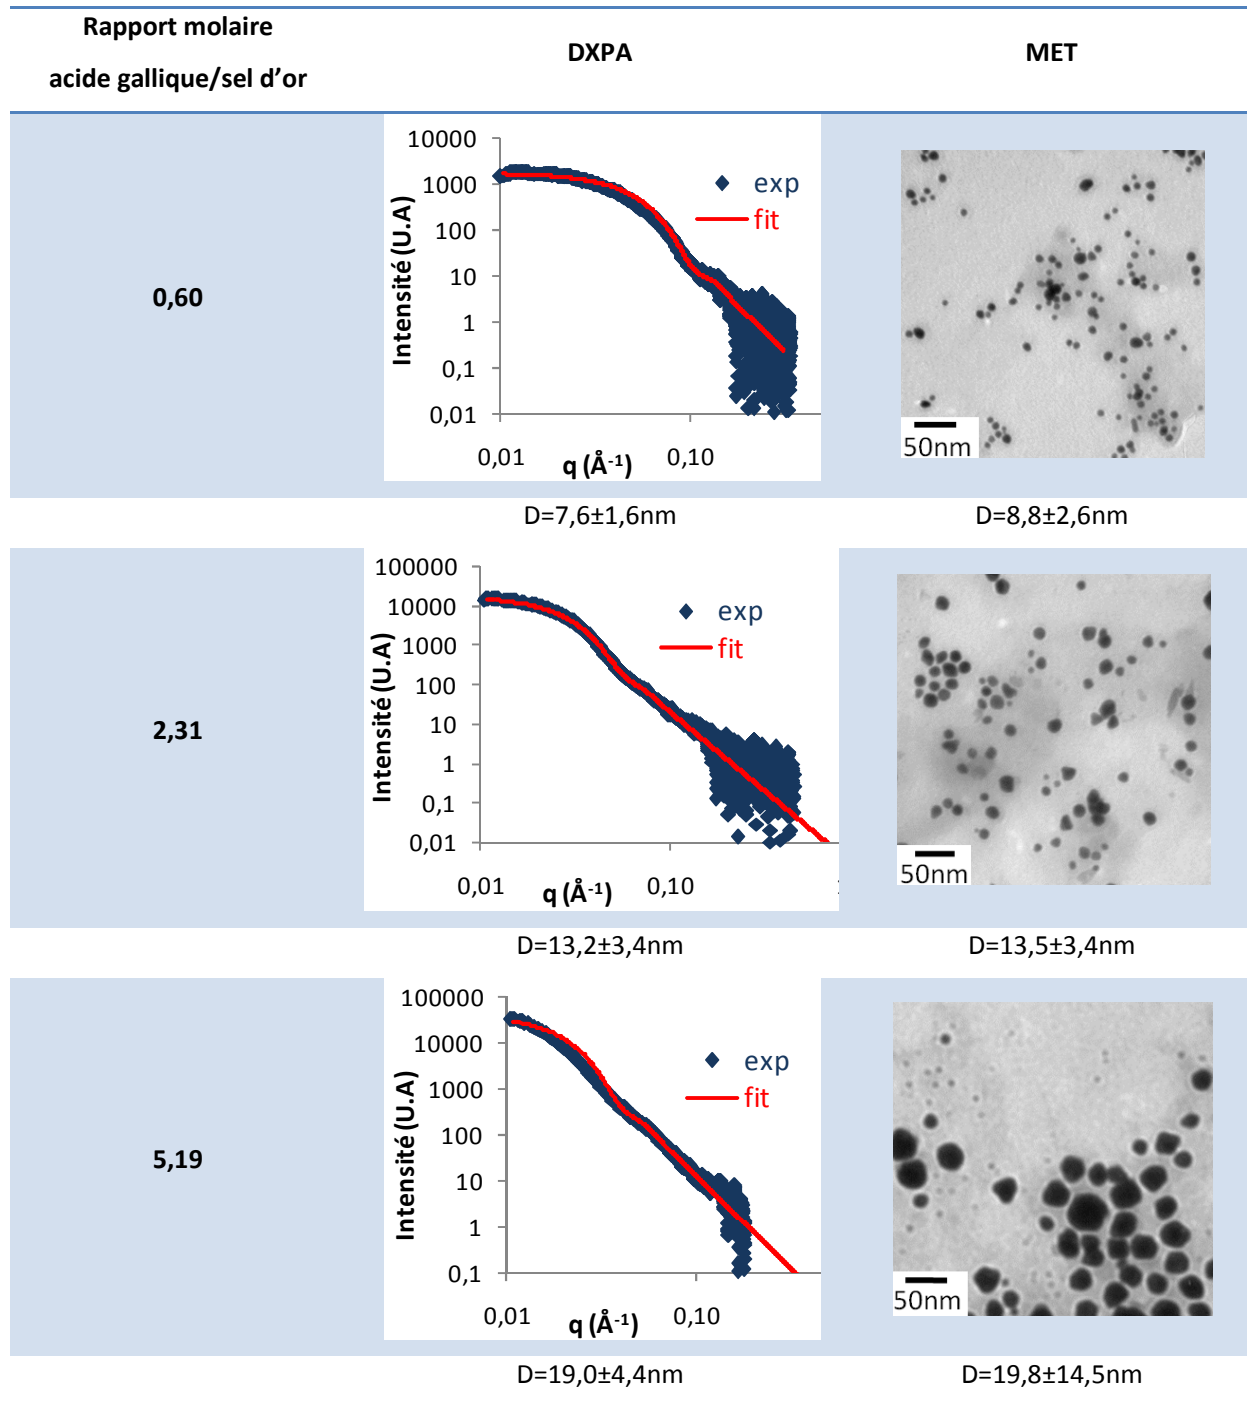 Rapport molaire
acide gallique/sel d’or
DXPA
MET
0,60
10000
1000
100
10
1
0,1
0,01
Intensité (U.A)
exp
fit
0,01
q (Å⁻¹)
0,10
50nm
D=7,6±1,6nm
D=8,8±2,6nm
2,31
100000
10000
1000
100
10
1
0,1
0,01
Intensité (U.A)
exp
fit
0,01
q (Å⁻¹)
0,10
50nm
D=13,2±3,4nm
D=13,5±3,4nm
5,19
100000
10000
1000
100
10
1
0,1
Intensité (U.A)
exp
fit
0,01
q (Å⁻¹)
0,10
50nm
D=19,0±4,4nm
D=19,8±14,5nm